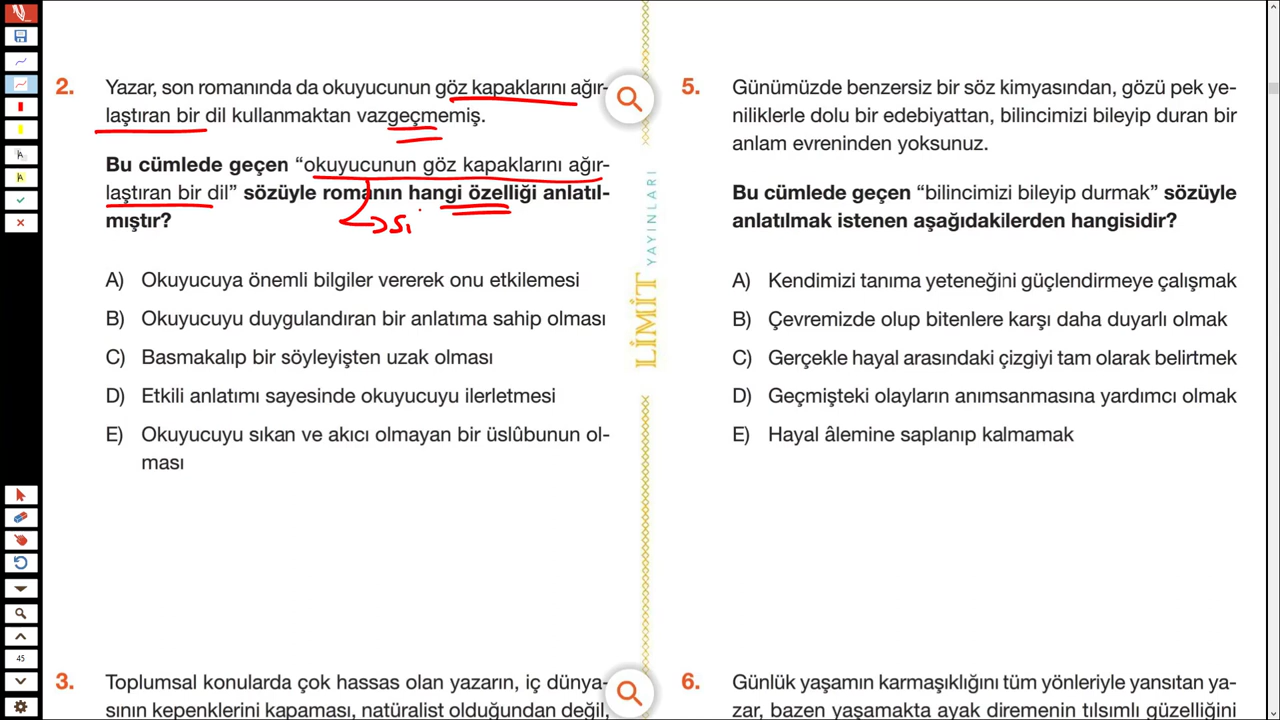 2. Yazar, son romanında da okuyucunun göz kapaklarını ağır-
laştıran bir dil kullanmaktan vazgeçmemiş.
Bu cümlede geçen “okuyucunun göz kapaklarını ağır-
laştıran bir dil” sözüyle romanın hangi özelliği anlatıl-
mıştır?
si
A) Okuyucuya önemli bilgiler vererek onu etkilemesi
B) Okuyucuyu duygulandıran bir anlatıma sahip olması
C) Basmakalıp bir söyleyişten uzak olması
D) Etkili anlatımı sayesinde okuyucuyu ilerletmesi
E) Okuyucuyu sıkan ve akıcı olmayan bir üslûbunun ol-
ması
3. Toplumsal konularda çok hassas olan yazarın, iç dünya-
sının kepenklerini kapaması, natüralist olduğundan değil,
LİMİT YAYINLARI
5. Günümüzde benzersiz bir söz kimyasından, gözü pek ye-
niliklerle dolu bir edebiyattan, bilincimizi bileyip duran bir
anlam evreninden yoksunuz.
Bu cümlede geçen “bilincimizi bileyip durmak” sözüyle
anlatılmak istenen aşağıdakilerden hangisidir?
A) Kendimizi tanıma yeteneğini güçlendirmeye çalışmak
B) Çevremizde olup bitenlere karşı daha duyarlı olmak
C) Gerçekle hayal arasındaki çizgiyi tam olarak belirtmek
D) Geçmişteki olayların anımsanmasına yardımcı olmak
E) Hayal âlemine saplanıp kalmamak
6. Günlük yaşamın karmaşıklığını tüm yönleriyle yansıtan ya-
zar, bazen yaşamakta ayak diremenin tılsımlı güzelliğini
45